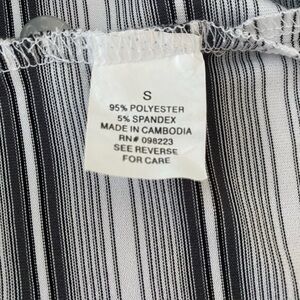 S
95% POLYESTER
5% SPANDEX
MADE IN CAMBODIA
RN# 098223
SEE REVERSE
FOR CARE